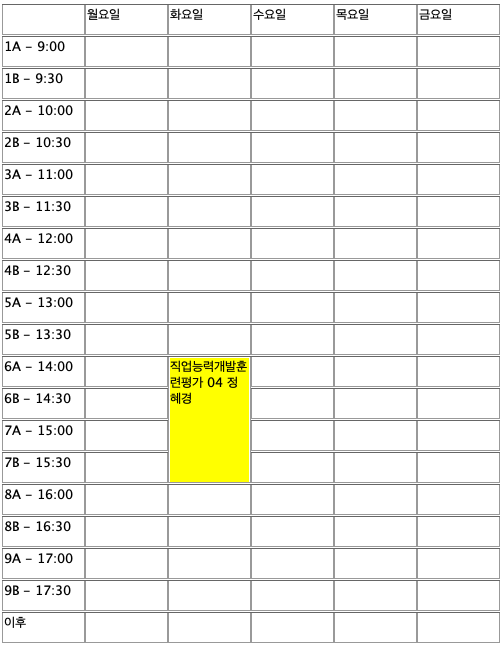 월요일 화요일 수요일 목요일 금요일
1A - 9:00
1B - 9:30
2A - 10:00
2B - 10:30
3A - 11:00
3B - 11:30
4A - 12:00
4B - 12:30
5A - 13:00
5B - 13:30
6A - 14:00
직업능력개발훈
련평가 04 정
혜경
6B - 14:30
7A - 15:00
7B - 15:30
8A - 16:00
8B - 16:30
9A - 17:00
9B - 17:30
이후